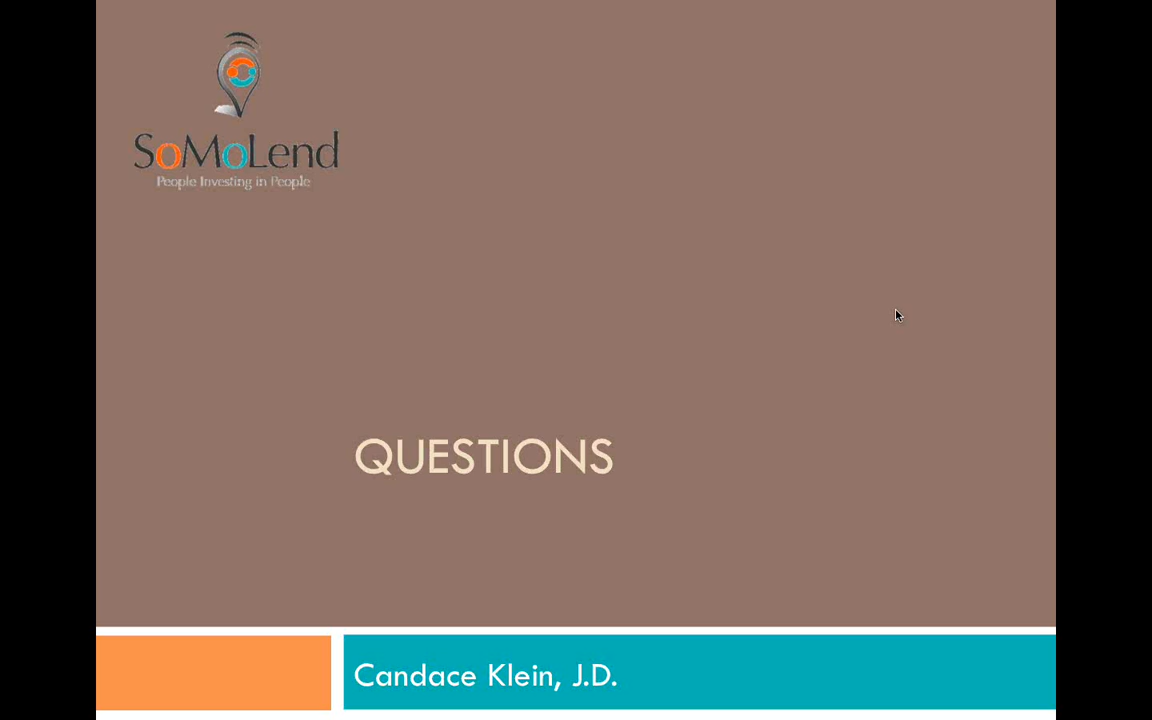 SoMoLend
People Investing in People
QUESTIONS
Candace Klein, J.D.